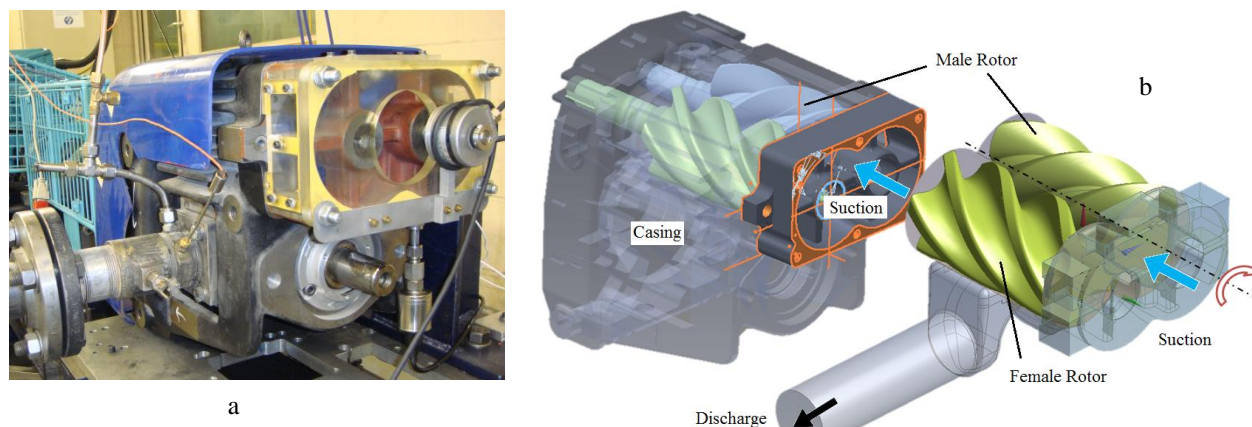 Male Rotor
b
Suction
Casing
Suction
Female Rotor
Discharge
a